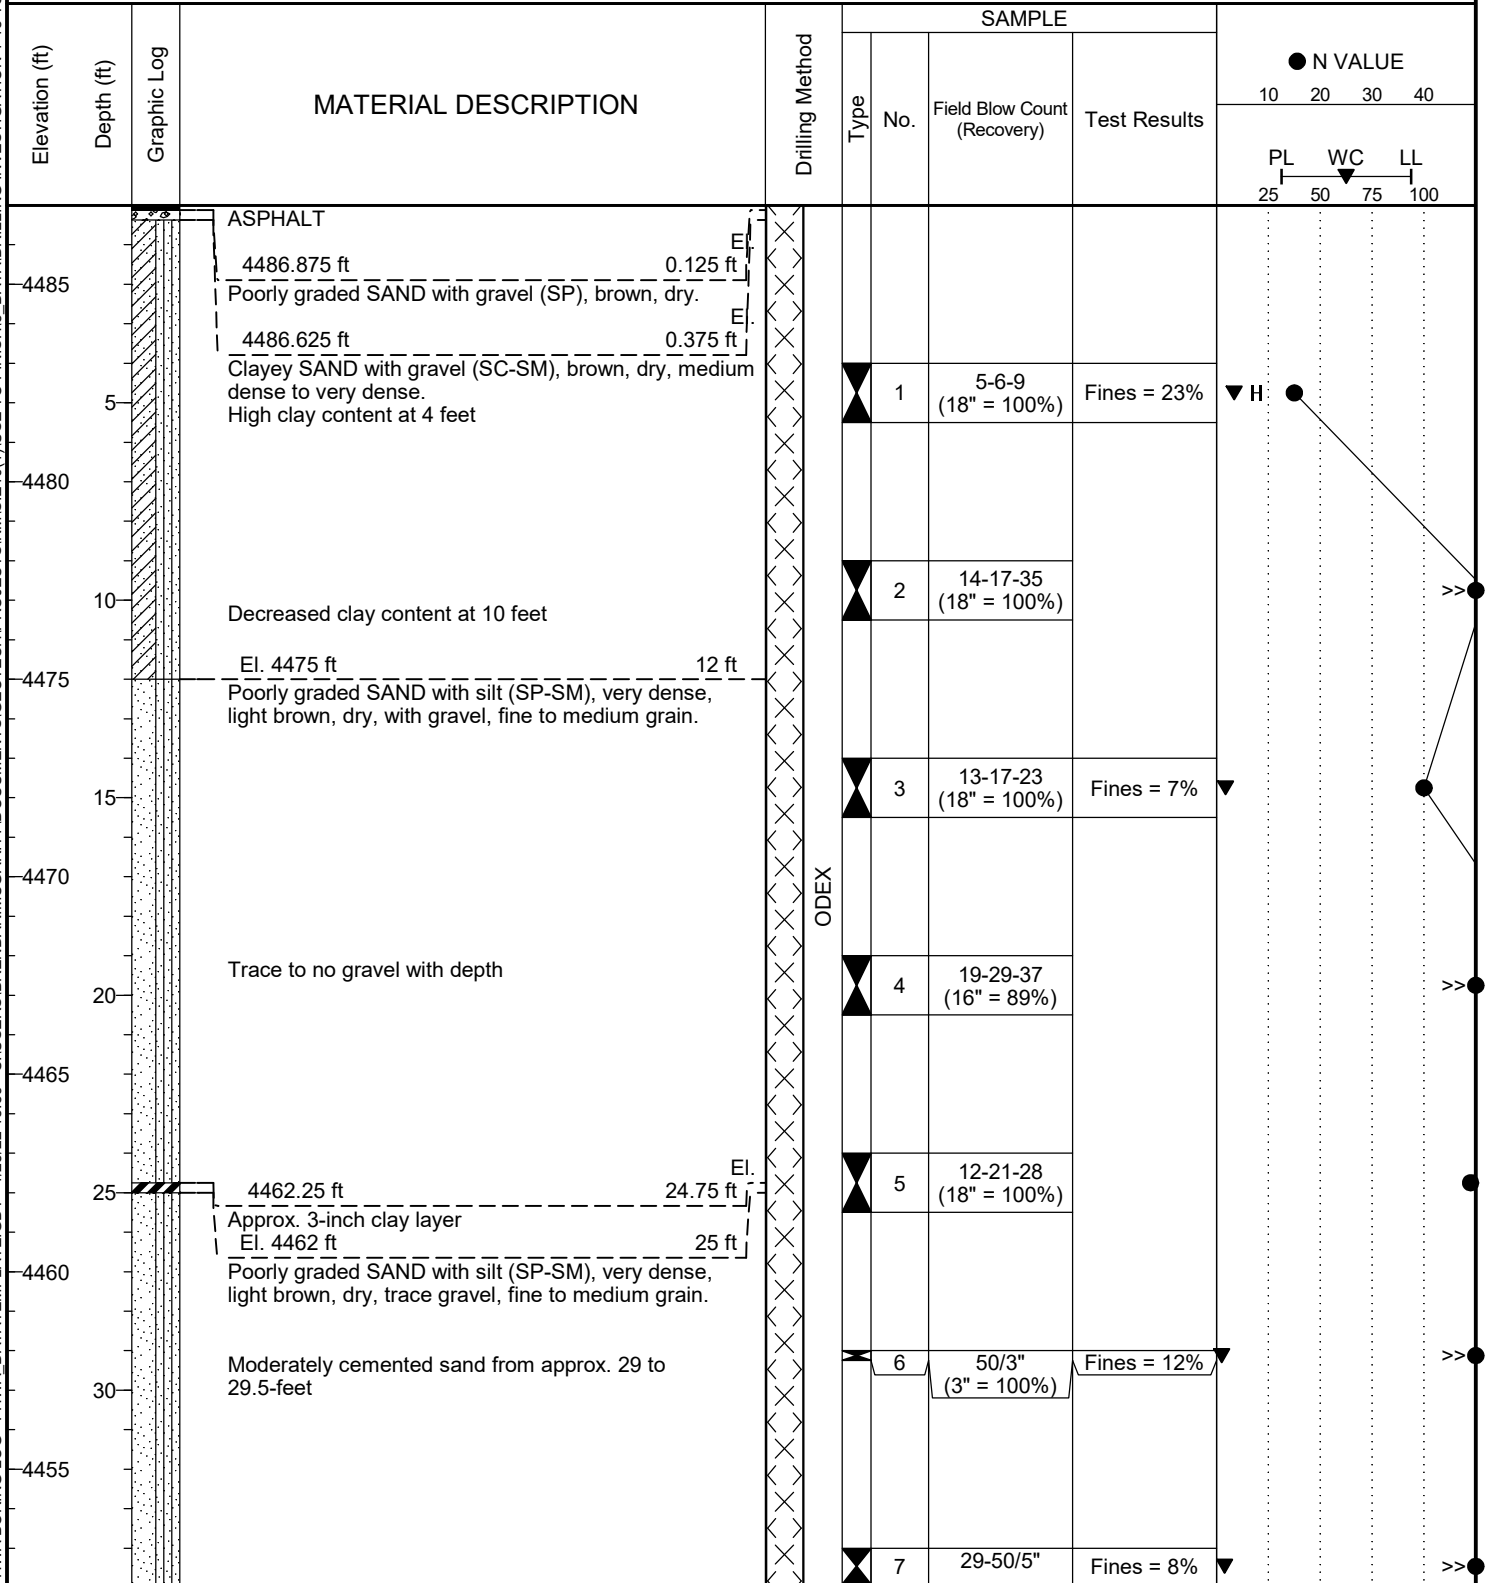 SAMPLE
Elevation (ft)
Depth (ft)
Graphic Log
MATERIAL DESCRIPTION
Drilling Method
Type
No.
Field Blow Count
(Recovery)
Test Results
N VALUE
10 20 30 40
PL WC LL
25 50 75 100
ASPHALT
El.
4486.875 ft 0.125 ft
4485
Poorly graded SAND with gravel (SP), brown, dry.
El.
4486.625 ft 0.375 ft
Clayey SAND with gravel (SC-SM), brown, dry, medium
dense to very dense.
High clay content at 4 feet
5
1
5-6-9
(18" = 100%)
Fines = 23%
4480
10
Decreased clay content at 10 feet
2
14-17-35
(18" = 100%)
>>
El. 4475 ft 12 ft
4475
Poorly graded SAND with silt (SP-SM), very dense,
light brown, dry, with gravel, fine to medium grain.
15
3
13-17-23
(18" = 100%)
Fines = 7%
4470
ODEX
Trace to no gravel with depth
20
4
19-29-37
(16" = 89%)
>>
4465
El.
25
4462.25 ft 24.75 ft
5
12-21-28
(18" = 100%)
Approx. 3-inch clay layer
El. 4462 ft 25 ft
4460
Poorly graded SAND with silt (SP-SM), very dense,
light brown, dry, trace gravel, fine to medium grain.
Moderately cemented sand from approx. 29 to
29.5-feet
30
6
50/3"
(3" = 100%)
Fines = 12%
>>
4455
7
29-50/5"
Fines = 8%
>>